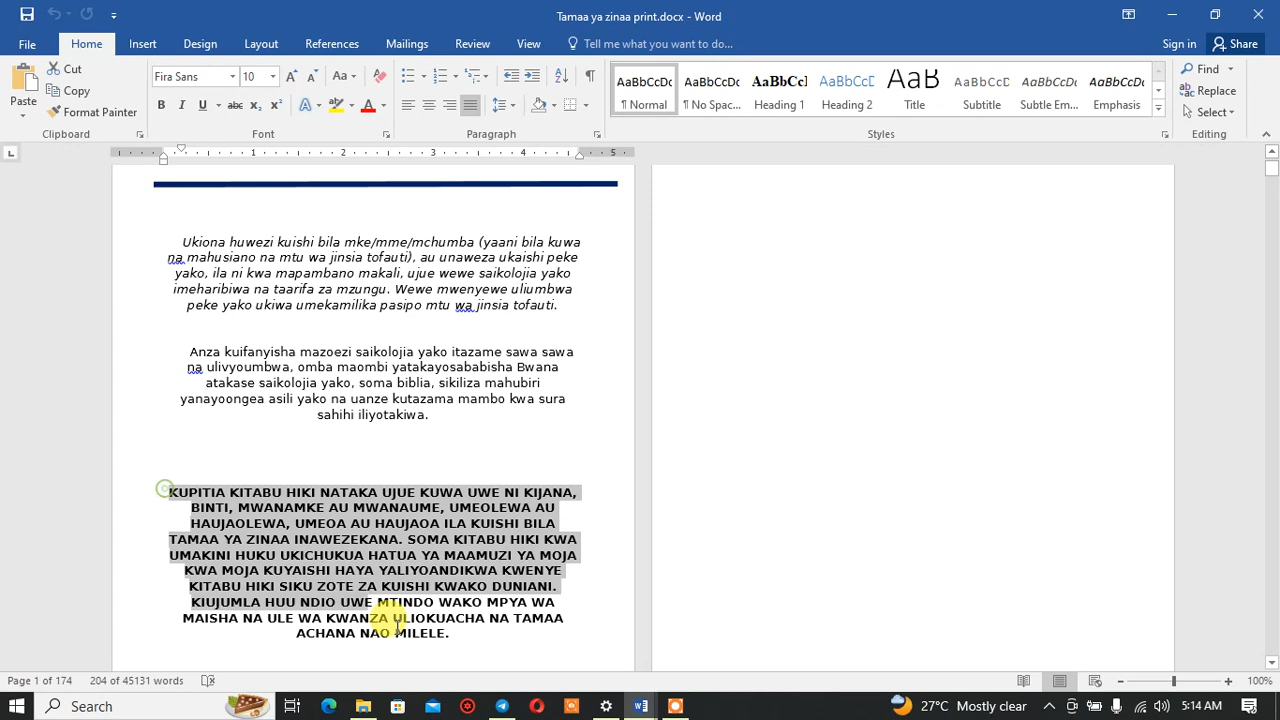 Tamaa ya zinaa print.docx - Word
File Home Insert Design Layout References Mailings Review View Tell me what you want to do... Sign in Share
Paste Cut Copy Format Painter Clipboard
Fira Sans 10 Font
Paragraph
AaBbCcDc ¶ Normal AaBbCcDc ¶ No Spac... AaBbCcI Heading 1 AaBbCcD Heading 2 AaB Title AaBbCcD Subtitle AaBbCcDc Subtle Em... AaBbCcDc Emphasis Styles
Find Replace Select Editing
1 2 3 4 5
Ukiona huwezi kuishi bila mke/mme/mchumba (yaani bila kuwa
na mahusiano na mtu wa jinsia tofauti), au unaweza ukaishi peke
yako, ila ni kwa mapambano makali, ujue wewe saikolojia yako
imeharibiwa na taarifa za mzungu. Wewe mwenyewe uliumbwa
peke yako ukiwa umekamilika pasipo mtu wa jinsia tofauti.
Anza kuifanyisha mazoezi saikolojia yako itazame sawa sawa
na ulivyoumbwa, omba maombi yatakayosababisha Bwana
atakase saikolojia yako, soma biblia, sikiliza mahubiri
yanayoongea asili yako na uanze kutazama mambo kwa sura
sahihi iliyotakiwa.
KUPITIA KITABU HIKI NATAKA UJUE KUWA UWE NI KIJANA,
BINTI, MWANAMKE AU MWANAUME, UMEOLEWA AU
HAUJAOLEWA, UMEOA AU HAUJAOA ILA KUISHI BILA
TAMAA YA ZINAA INAWEZEKANA. SOMA KITABU HIKI KWA
UMAKINI HUKU UKICHUKUA HATUA YA MAAMUZI YA MOJA
KWA MOJA KUYAISHI HAYA YALIYOANDIKWA KWENYE
KITABU HIKI SIKU ZOTE ZA KUISHI KWAKO DUNIANI.
KIUJUMLA HUU NDIO UWE MTINDO WAKO MPYA WA
MAISHA NA ULE WA KWANZA ULIOKUACHA NA TAMAA
ACHANA NAO MILELE.
Page 1 of 174 204 of 45131 words 100%
Search 27°C Mostly clear 5:14 AM